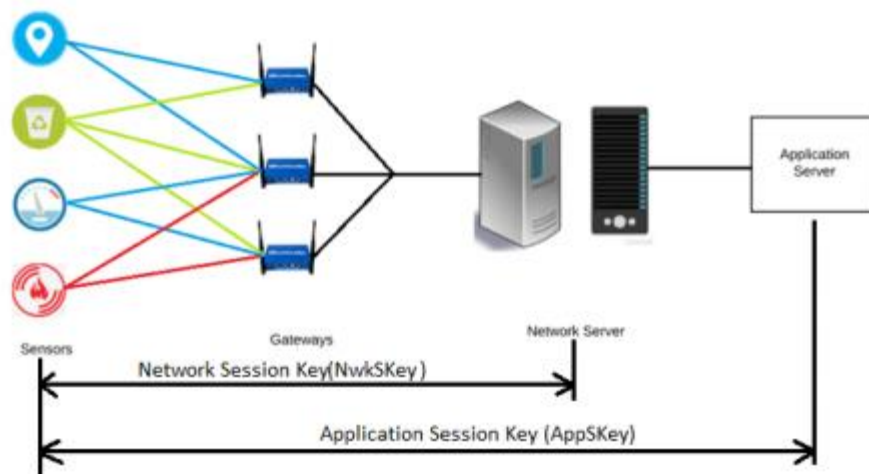 Application
Server
Network Server
Gateways
Sensors
Network Session Key(NwkSKey)
Application Session Key (AppSKey)